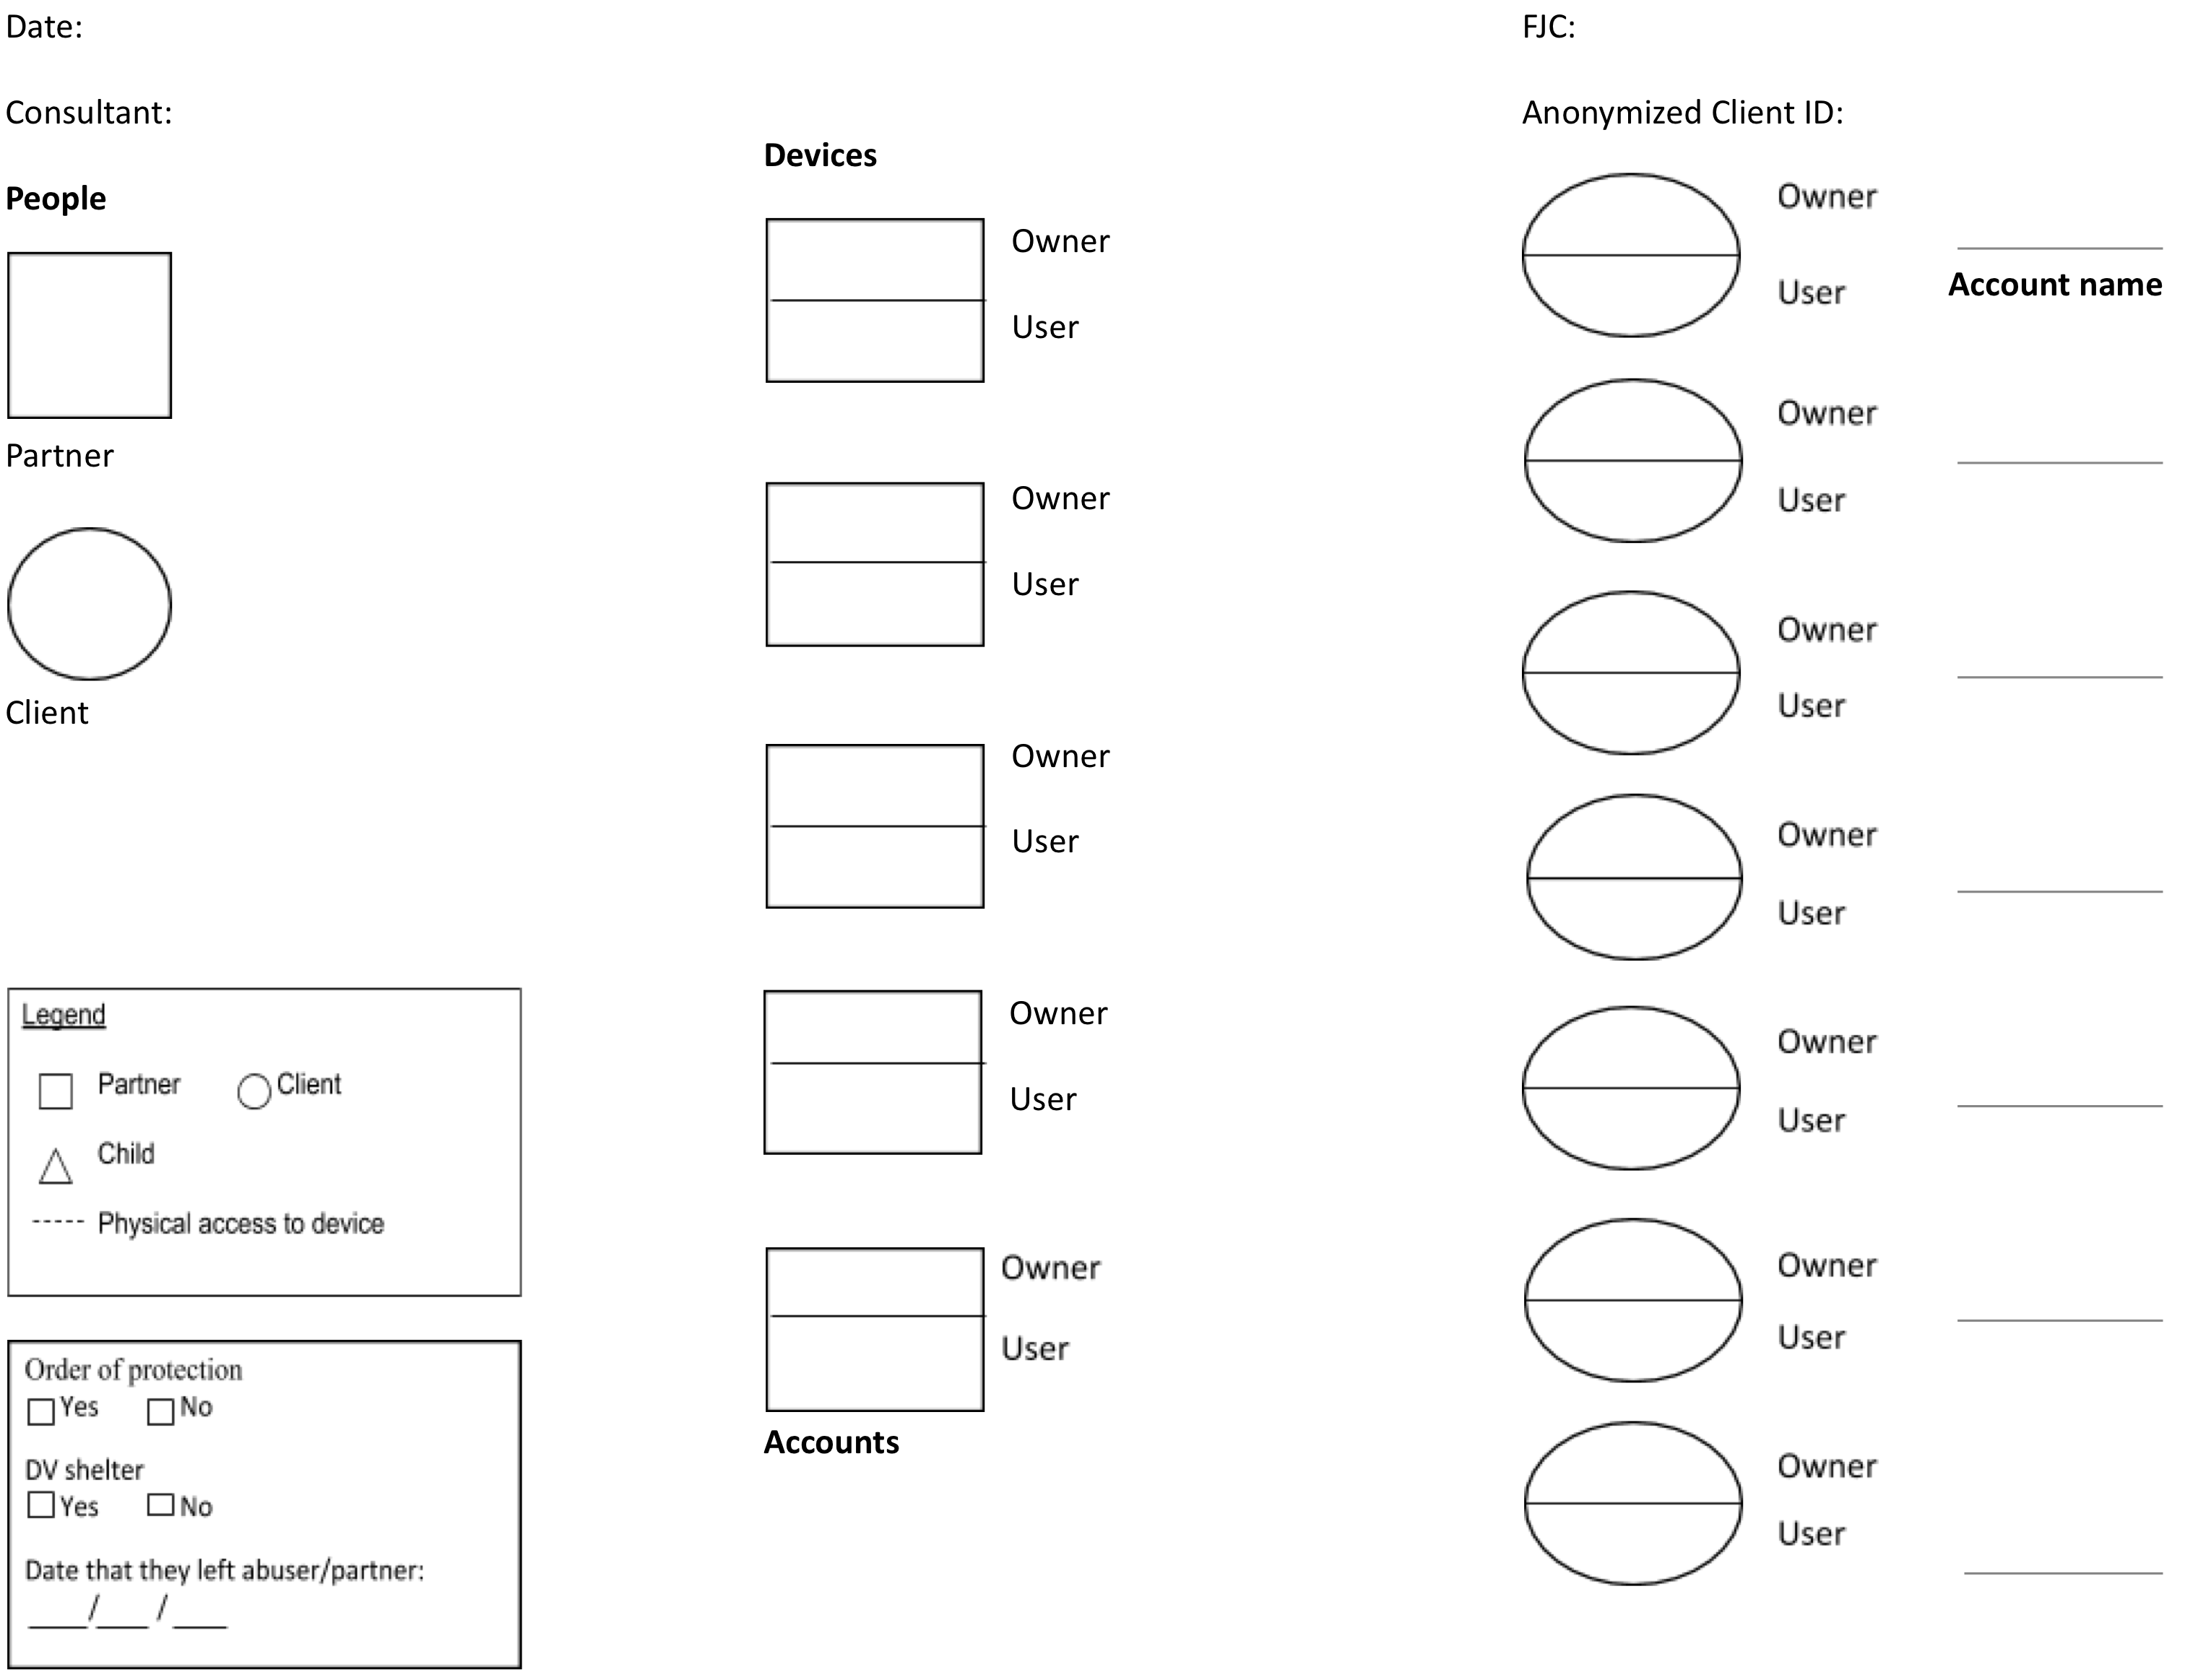 Date:
FJC:
Consultant:
Anonymized Client ID:
People
Partner
Client
Legend
Partner
Client
Child
Physical access to device
Order of protection
Yes
No
DV shelter
Yes
No
Date that they left abuser/partner:
____/___ /___
Devices
Owner
User
Owner
User
Owner
User
Owner
User
Owner
User
Accounts
Owner
User
Account name
Owner
User
Owner
User
Owner
User
Owner
User
Owner
User
Owner
User